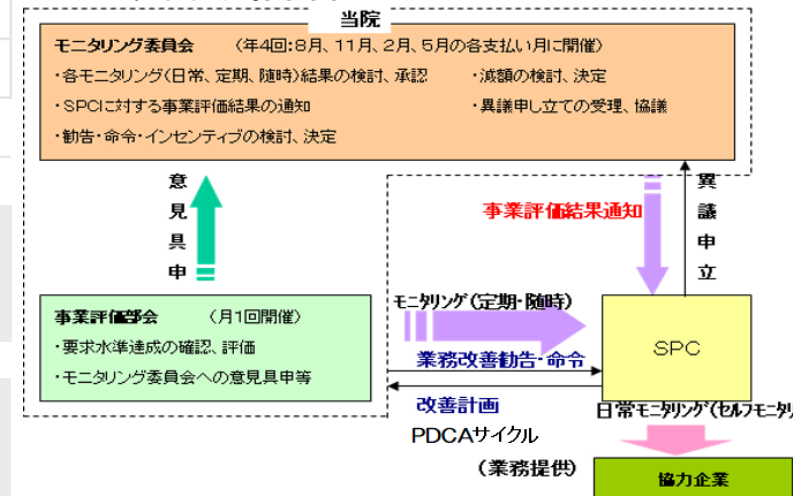 当院
モニタリング委員会　（年4回:8月、11月、2月、5月の各支払い月に開催）
・各モニタリング(日常、定期、随時)結果の検討、承認　・減額の検討、決定
・SPCに対する事業評価結果の通知　・異議申し立ての受理、協議
・勧告・命令・インセンティブの検討、決定
意見具申
事業評価結果通知
異議申立
事業評価部会　（月1回開催）
・要求水準達成の確認、評価
・モニタリング委員会への意見具申等
モニタリング(定期・随時)
業務改善勧告・命令
改善計画
PDCAサイクル
SPC
日常モニタリング(セルフモニタリ
（業務提供）
協力企業